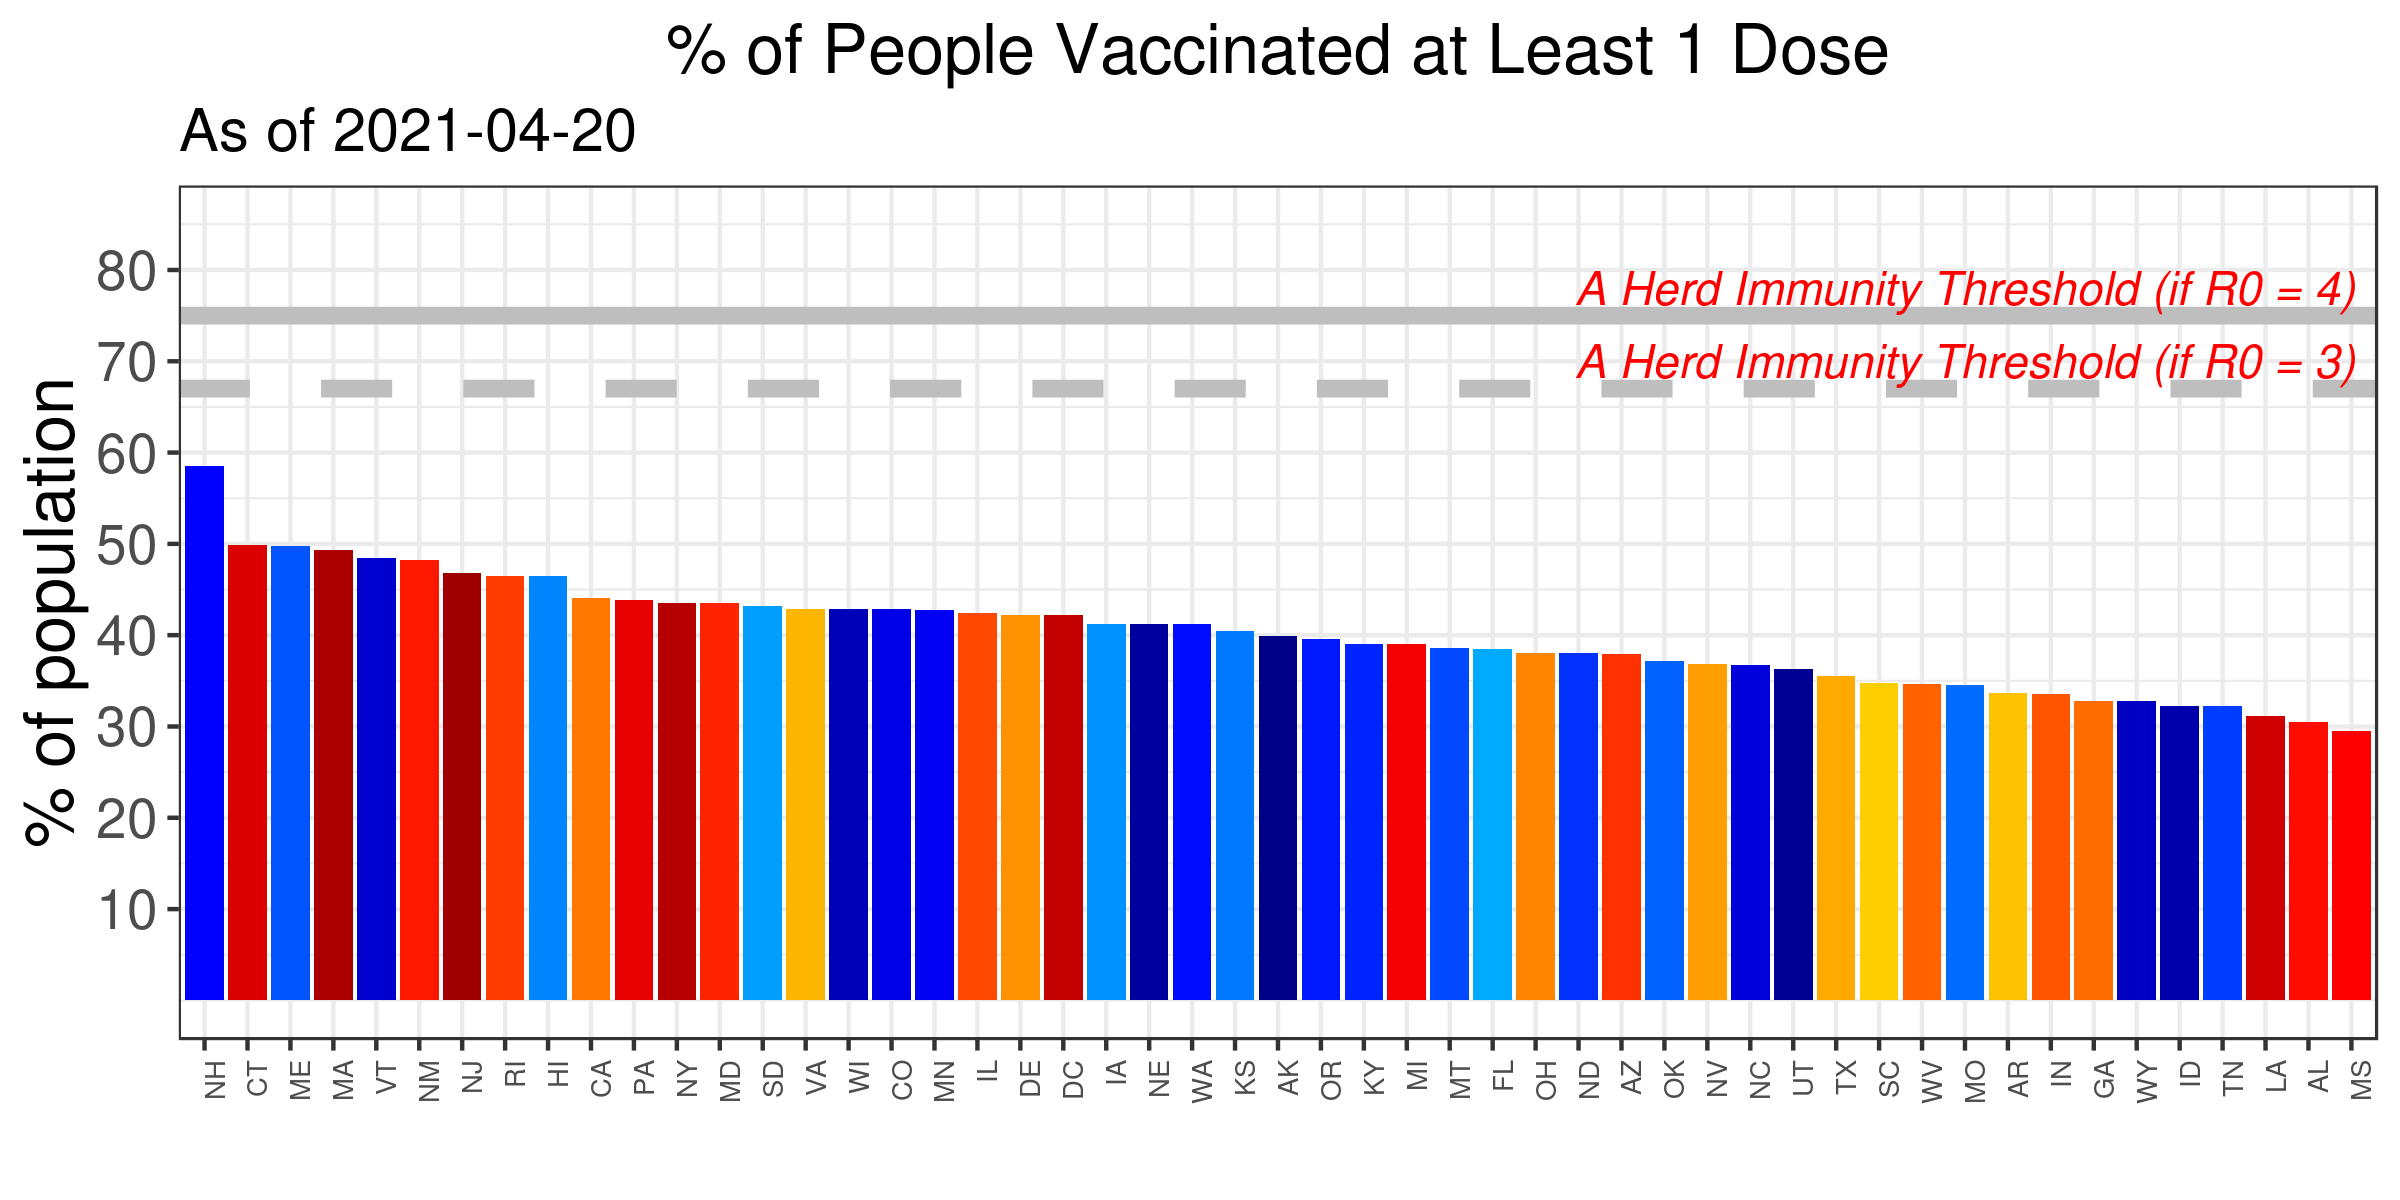 % of People Vaccinated at Least 1 Dose
As of 2021-04-20
% of population
80
70
60
50
40
30
20
10
A Herd Immunity Threshold (if R0 = 4)
A Herd Immunity Threshold (if R0 = 3)
NH CT ME MA VT NM NJ RI HI CA PA NY MD SD VA WI CO MN IL DE DC IA NE WA KS AK OR KY MI MT FL OH ND AZ OK NV NC UT TX SC WV MO AR IN GA WY ID TN LA AL MS